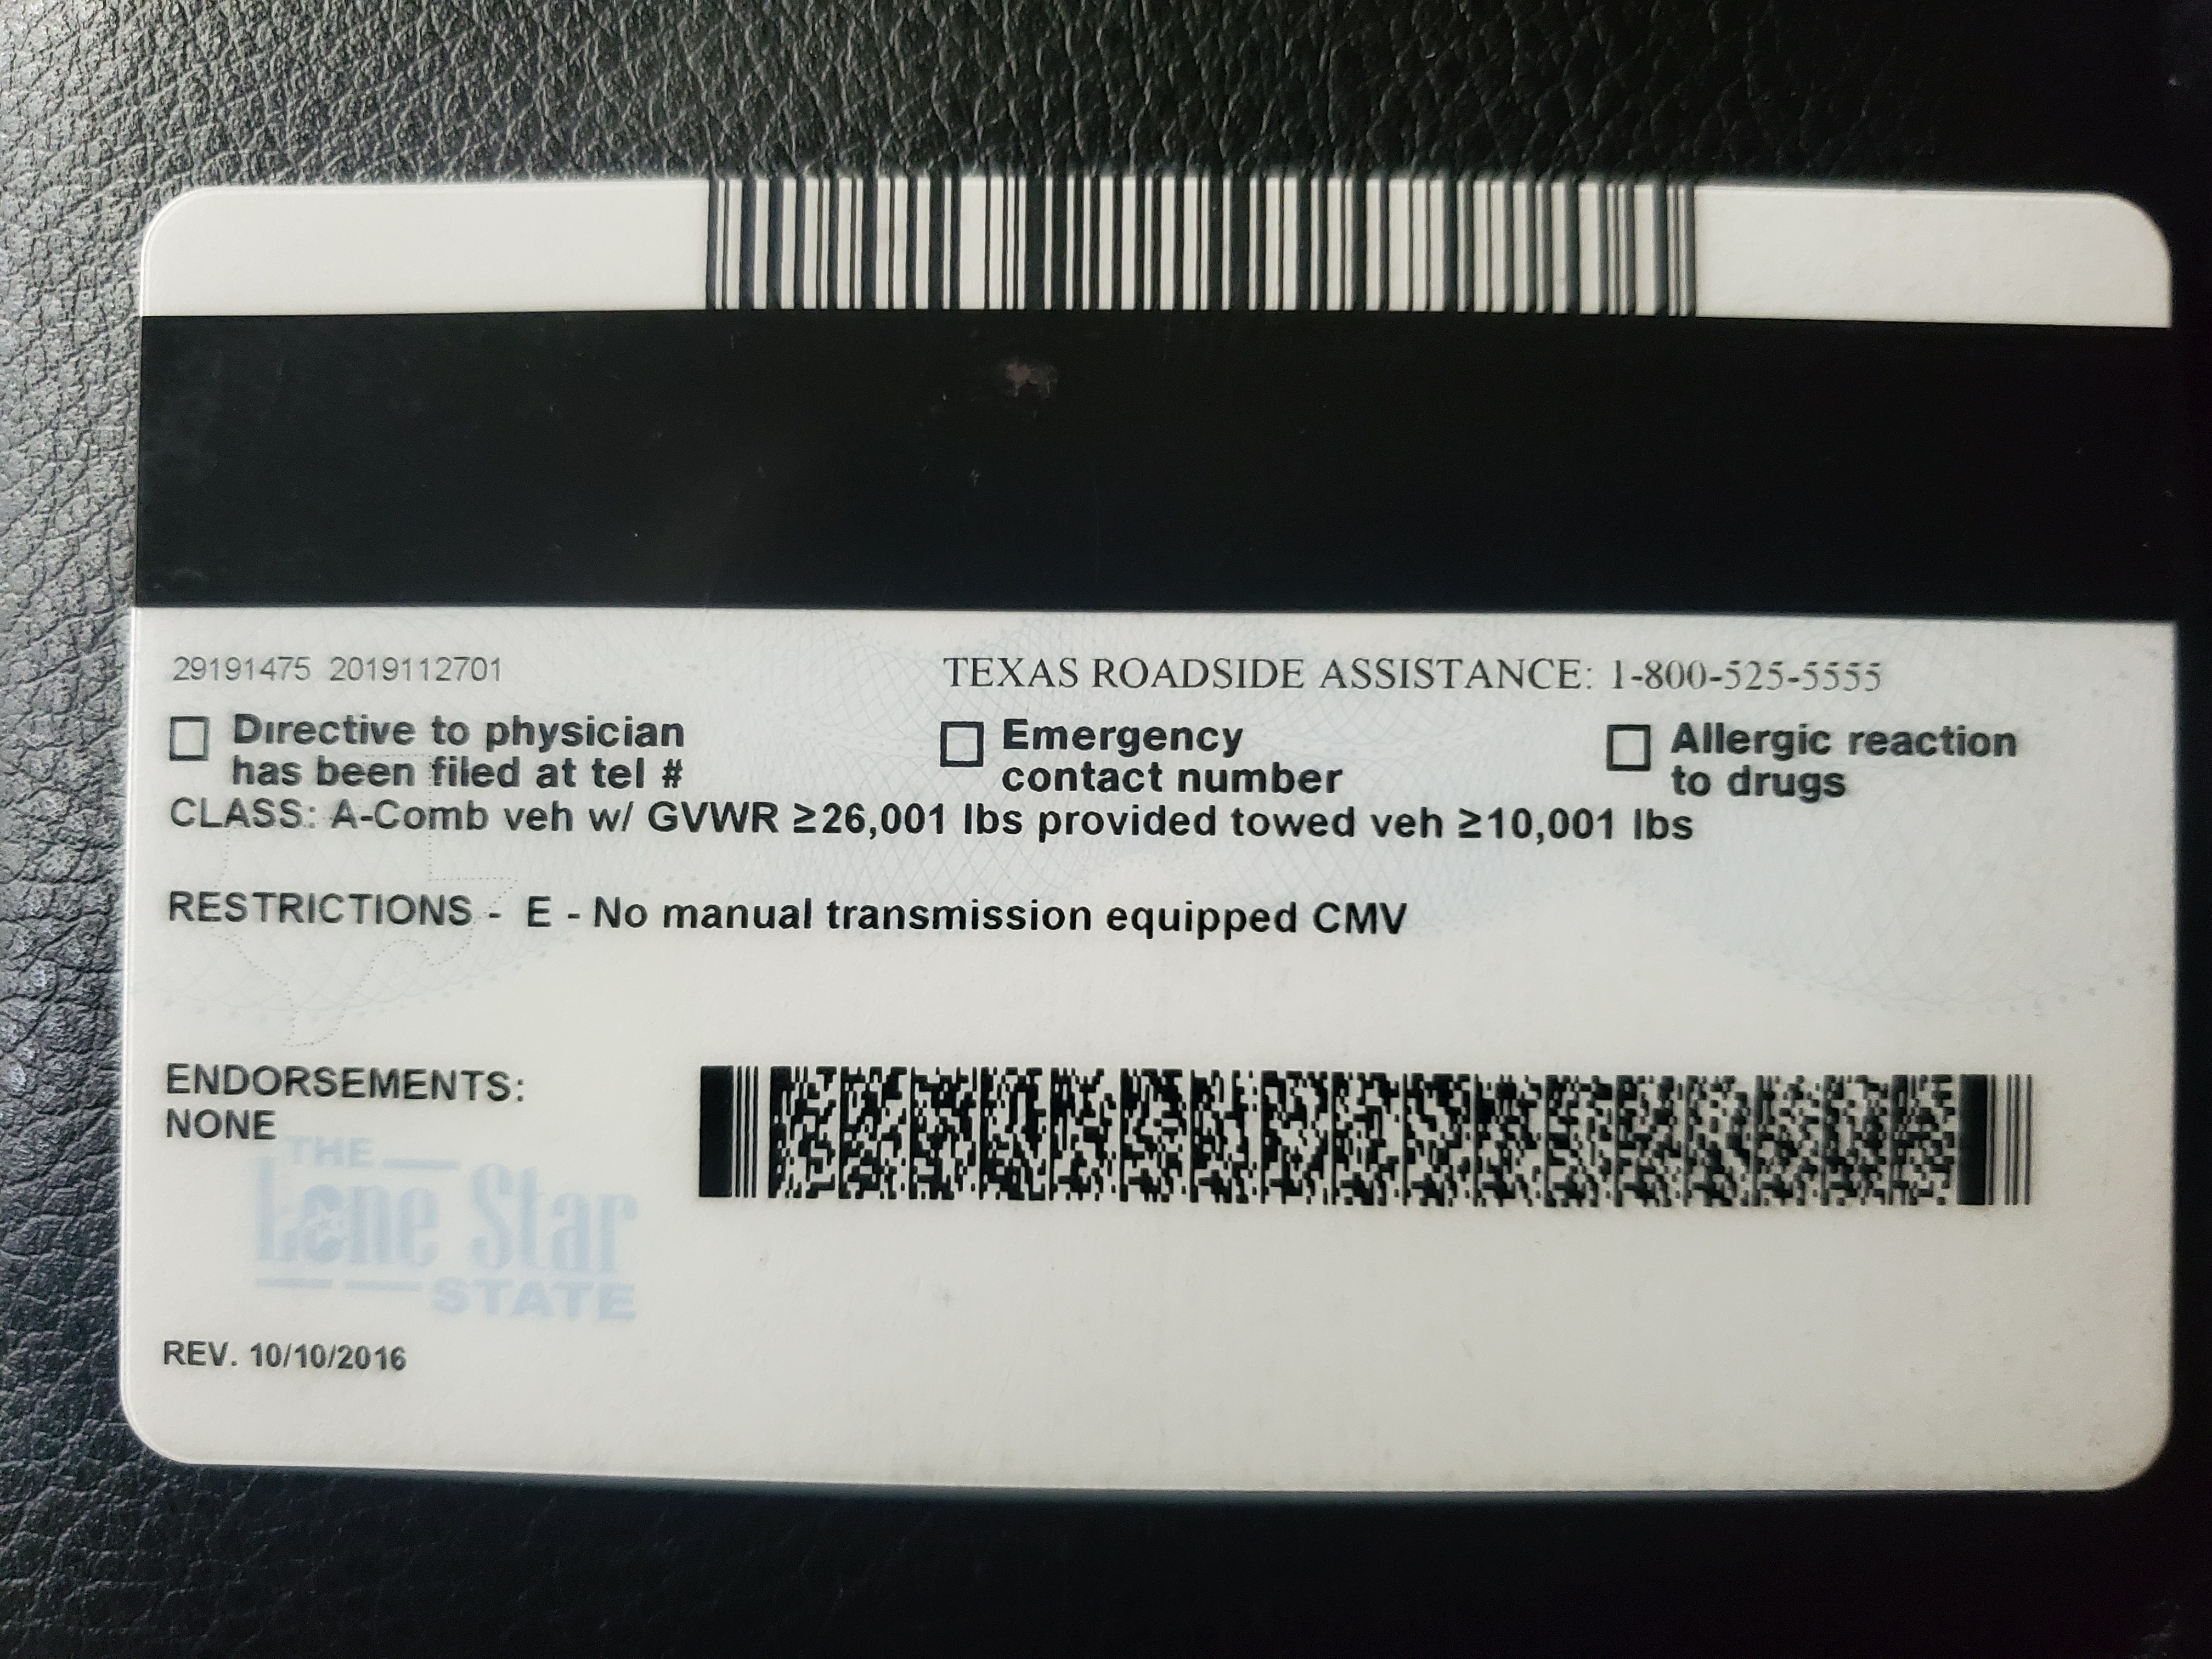 29191475 2019112701
TEXAS ROADSIDE ASSISTANCE: 1-800-525-5555
Directive to physician
has been filed at tel #
Emergency
contact number
Allergic reaction
to drugs
CLASS: A-Comb veh w/ GVWR ≥26,001 lbs provided towed veh ≥10,001 lbs
RESTRICTIONS - E - No manual transmission equipped CMV
ENDORSEMENTS:
NONE
THE
Lone Star
STATE
REV. 10/10/2016